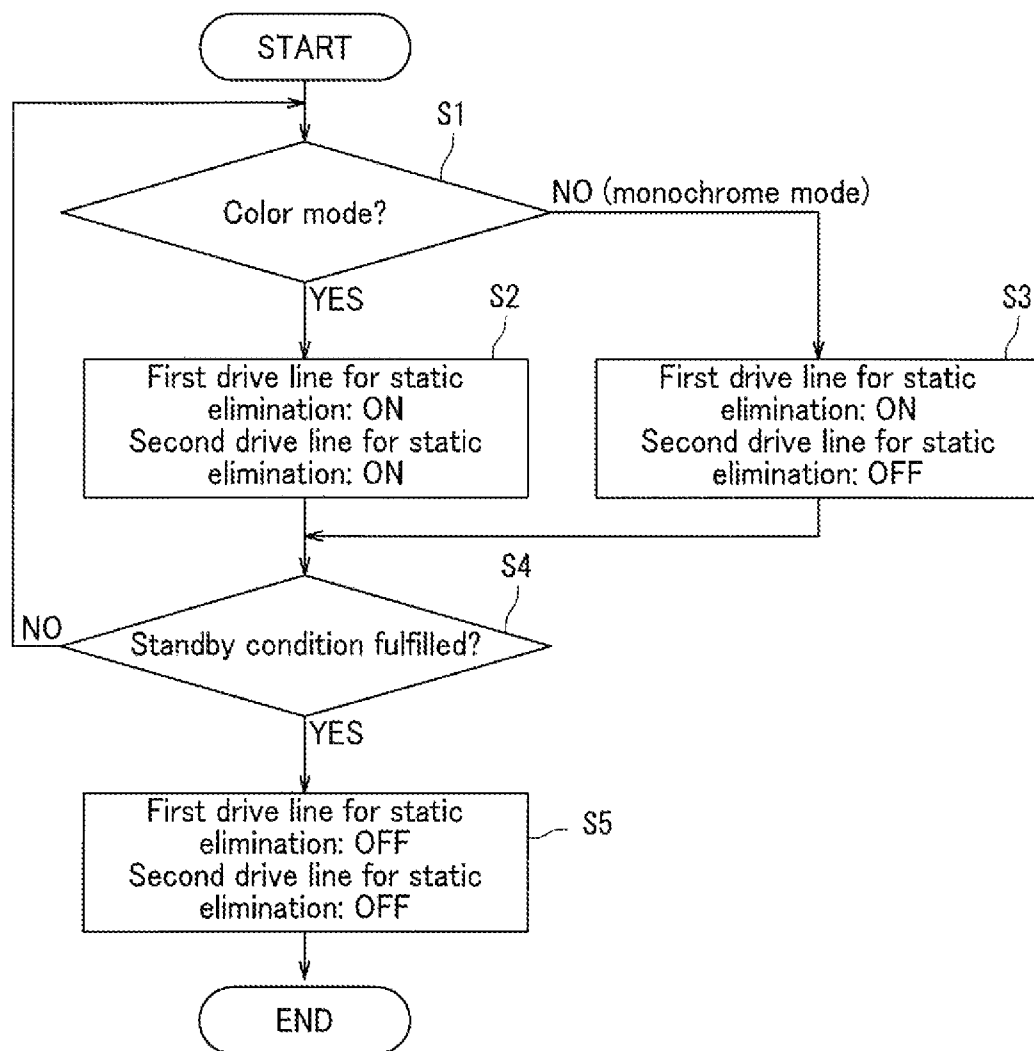 START
S1
Color mode?
NO (monochrome mode)
YES
S2
First drive line for static
elimination: ON
Second drive line for static
elimination: ON
S3
First drive line for static
elimination: ON
Second drive line for static
elimination: OFF
S4
Standby condition fulfilled?
NO
YES
First drive line for static
elimination: OFF
Second drive line for static
elimination: OFF
S5
END